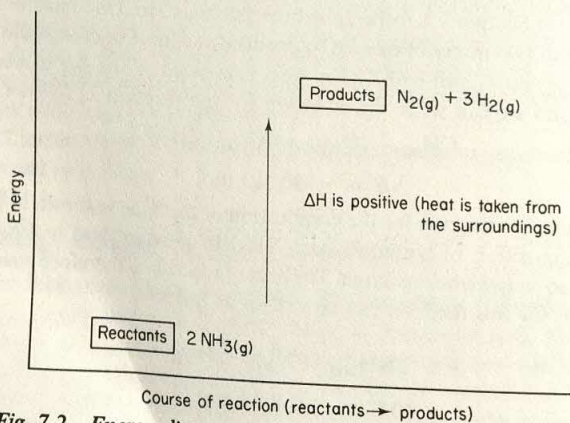 Products N₂(g) + 3 H₂(g)
Energy
ΔH is positive (heat is taken from
the surroundings)
Reactants 2 NH₃(g)
Course of reaction (reactants → products)
Fig. 7.2 Energy